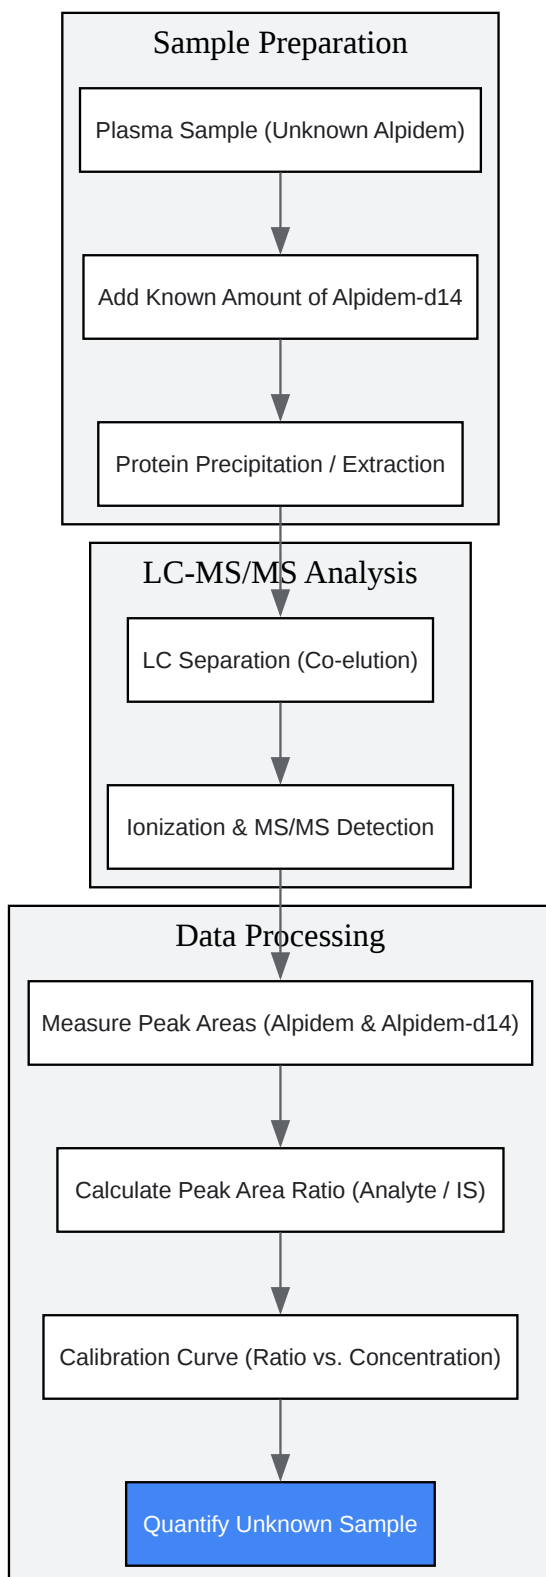 Sample Preparation
Plasma Sample (Unknown Alpidem)
Add Known Amount of Alpidem-d14
Protein Precipitation / Extraction
LC-MS/MS Analysis
LC Separation (Co-elution)
Ionization & MS/MS Detection
Data Processing
Measure Peak Areas (Alpidem & Alpidem-d14)
Calculate Peak Area Ratio (Analyte / IS)
Calibration Curve (Ratio vs. Concentration)
Quantify Unknown Sample